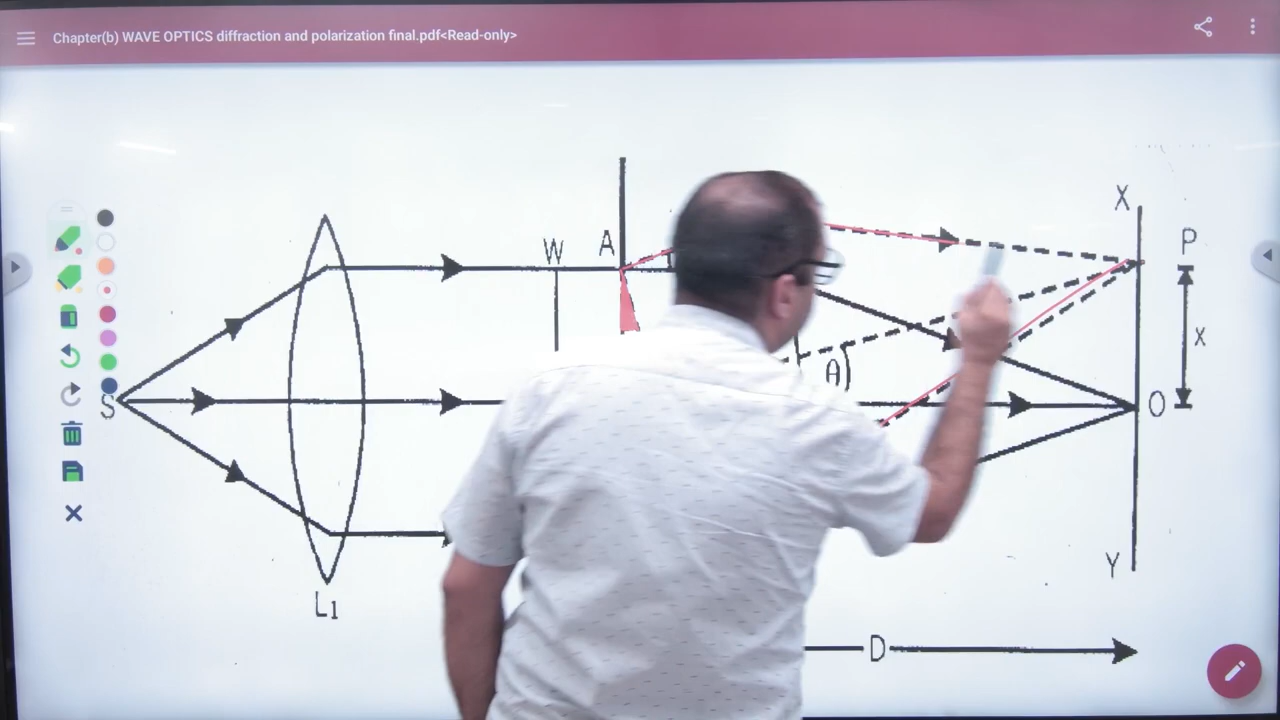 Chapter(b) WAVE OPTICS diffraction and polarization final.pdf<Read-only>
X
W
A
P
x
θ
S
O
Y
L1
D